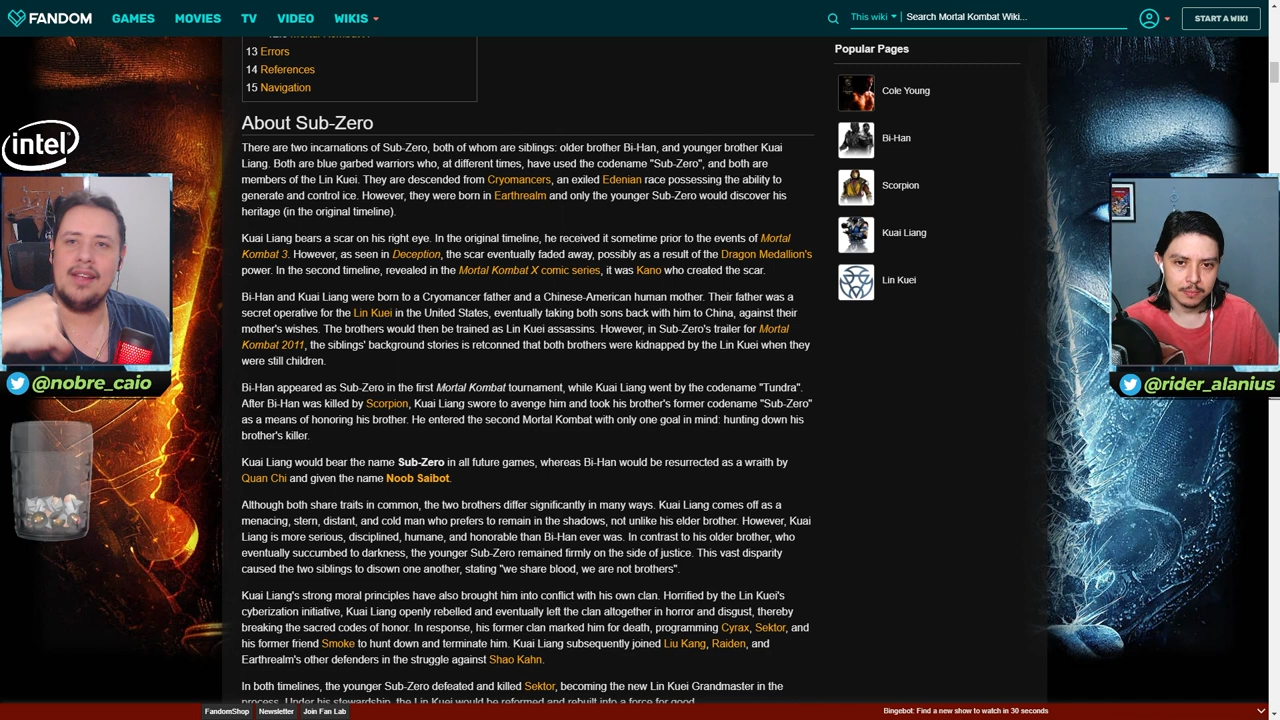 FANDOM GAMES MOVIES TV VIDEO WIKIS This wiki Search Mortal Kombat Wiki... START A WIKI
13 Errors
14 References
15 Navigation
Popular Pages
Cole Young
Bi-Han
Scorpion
Kuai Liang
Lin Kuei
intel
About Sub-Zero
There are two incarnations of Sub-Zero, both of whom are siblings: older brother Bi-Han, and younger brother Kuai
Liang. Both are blue garbed warriors who, at different times, have used the codename "Sub-Zero", and both are
members of the Lin Kuei. They are descended from Cryomancers, an exiled Edenian race possessing the ability to
generate and control ice. However, they were born in Earthrealm and only the younger Sub-Zero would discover his
heritage (in the original timeline).
Kuai Liang bears a scar on his right eye. In the original timeline, he received it sometime prior to the events of Mortal
Kombat 3. However, as seen in Deception, the scar eventually faded away, possibly as a result of the Dragon Medallion's
power. In the second timeline, revealed in the Mortal Kombat X comic series, it was Kano who created the scar.
Bi-Han and Kuai Liang were born to a Cryomancer father and a Chinese-American human mother. Their father was a
secret operative for the Lin Kuei in the United States, eventually taking both sons back with him to China, against their
mother's wishes. The brothers would then be trained as Lin Kuei assassins. However, in Sub-Zero's trailer for Mortal
Kombat 2011, the siblings' background stories is retconned that both brothers were kidnapped by the Lin Kuei when they
were still children.
Bi-Han appeared as Sub-Zero in the first Mortal Kombat tournament, while Kuai Liang went by the codename "Tundra".
After Bi-Han was killed by Scorpion, Kuai Liang swore to avenge him and took his brother's former codename "Sub-Zero"
as a means of honoring his brother. He entered the second Mortal Kombat with only one goal in mind: hunting down his
brother's killer.
Kuai Liang would bear the name Sub-Zero in all future games, whereas Bi-Han would be resurrected as a wraith by
Quan Chi and given the name Noob Saibot.
Although both share traits in common, the two brothers differ significantly in many ways. Kuai Liang comes off as a
menacing, stern, distant, and cold man who prefers to remain in the shadows, not unlike his elder brother. However, Kuai
Liang is more serious, disciplined, humane, and honorable than Bi-Han ever was. In contrast to his older brother, who
eventually succumbed to darkness, the younger Sub-Zero remained firmly on the side of justice. This vast disparity
caused the two siblings to disown one another, stating "we share blood, we are not brothers".
Kuai Liang's strong moral principles have also brought him into conflict with his own clan. Horrified by the Lin Kuei's
cyberization initiative, Kuai Liang openly rebelled and eventually left the clan altogether in horror and disgust, thereby
breaking the sacred codes of honor. In response, his former clan marked him for death, programming Cyrax, Sektor, and
his former friend Smoke to hunt down and terminate him. Kuai Liang subsequently joined Liu Kang, Raiden, and
Earthrealm's other defenders in the struggle against Shao Kahn.
In both timelines, the younger Sub-Zero defeated and killed Sektor, becoming the new Lin Kuei Grandmaster in the
process. Under his stewardship, the Lin Kuei would be reformed and rebuilt into a force for good.
@nobre_caio
@rider_alanius
FandomShop Newsletter Join Fan Lab
Bingebot: Find a new show to watch in 30 seconds